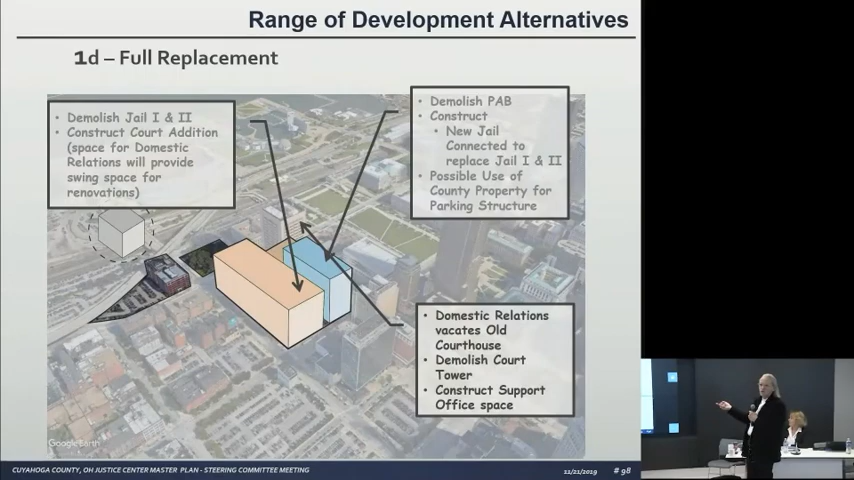 Range of Development Alternatives
1d – Full Replacement
• Demolish Jail I & II
• Construct Court Addition
(space for Domestic
Relations will provide
swing space for
renovations)
• Demolish PAB
• Construct
• New Jail
Connected to
replace Jail I & II
• Possible Use of
County Property for
Parking Structure
• Domestic Relations
vacates Old
Courthouse
• Demolish Court
Tower
• Construct Support
Office space
Google Earth
CUYAHOGA COUNTY, OH JUSTICE CENTER MASTER PLAN - STEERING COMMITTEE MEETING
11/21/2019
# 98